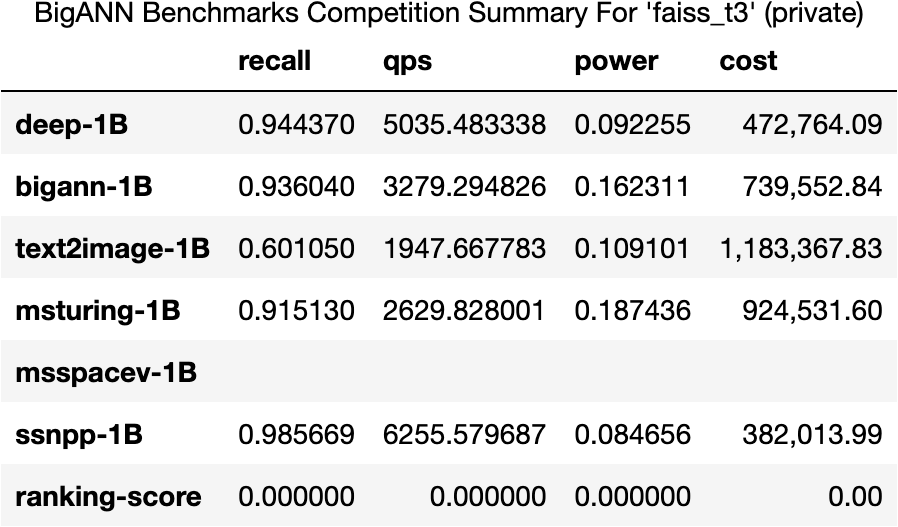 BigANN Benchmarks Competition Summary For 'faiss_t3' (private)
recall qps power cost
deep-1B 0.944370 5035.483338 0.092255 472,764.09
bigann-1B 0.936040 3279.294826 0.162311 739,552.84
text2image-1B 0.601050 1947.667783 0.109101 1,183,367.83
msturing-1B 0.915130 2629.828001 0.187436 924,531.60
msspacev-1B
ssnpp-1B 0.985669 6255.579687 0.084656 382,013.99
ranking-score 0.000000 0.000000 0.000000 0.00